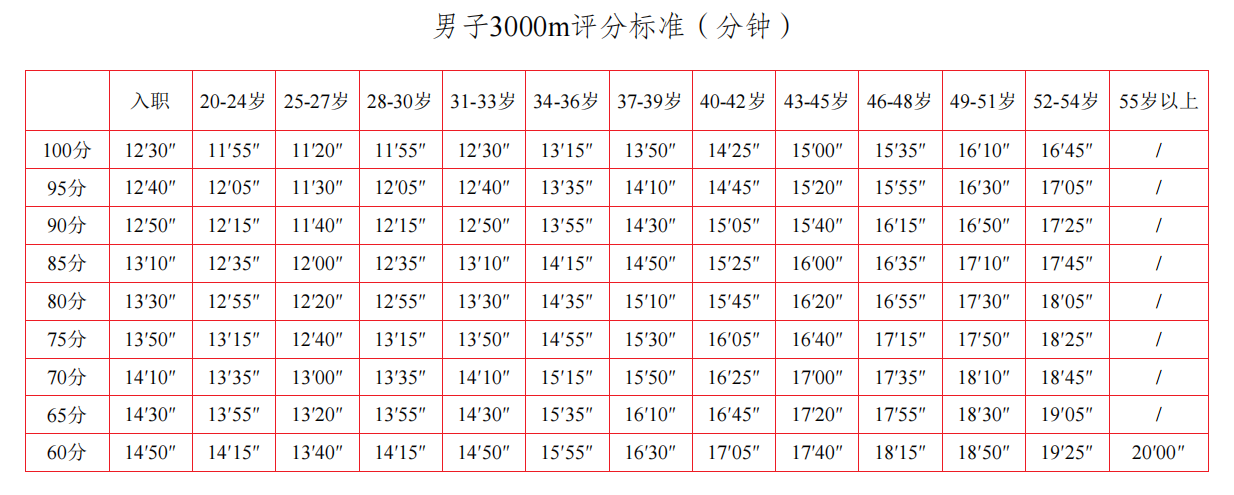 男子3000m评分标准（分钟）
入职 20-24岁 25-27岁 28-30岁 31-33岁 34-36岁 37-39岁 40-42岁 43-45岁 46-48岁 49-51岁 52-54岁 55岁以上
100分 12′30″ 11′55″ 11′20″ 11′55″ 12′30″ 13′15″ 13′50″ 14′25″ 15′00″ 15′35″ 16′10″ 16′45″ /
95分 12′40″ 12′05″ 11′30″ 12′05″ 12′40″ 13′35″ 14′10″ 14′45″ 15′20″ 15′55″ 16′30″ 17′05″ /
90分 12′50″ 12′15″ 11′40″ 12′15″ 12′50″ 13′55″ 14′30″ 15′05″ 15′40″ 16′15″ 16′50″ 17′25″ /
85分 13′10″ 12′35″ 12′00″ 12′35″ 13′10″ 14′15″ 14′50″ 15′25″ 16′00″ 16′35″ 17′10″ 17′45″ /
80分 13′30″ 12′55″ 12′20″ 12′55″ 13′30″ 14′35″ 15′10″ 15′45″ 16′20″ 16′55″ 17′30″ 18′05″ /
75分 13′50″ 13′15″ 12′40″ 13′15″ 13′50″ 14′55″ 15′30″ 16′05″ 16′40″ 17′15″ 17′50″ 18′25″ /
70分 14′10″ 13′35″ 13′00″ 13′35″ 14′10″ 15′15″ 15′50″ 16′25″ 17′00″ 17′35″ 18′10″ 18′45″ /
65分 14′30″ 13′55″ 13′20″ 13′55″ 14′30″ 15′35″ 16′10″ 16′45″ 17′20″ 17′55″ 18′30″ 19′05″ /
60分 14′50″ 14′15″ 13′40″ 14′15″ 14′50″ 15′55″ 16′30″ 17′05″ 17′40″ 18′15″ 18′50″ 19′25″ 20′00″